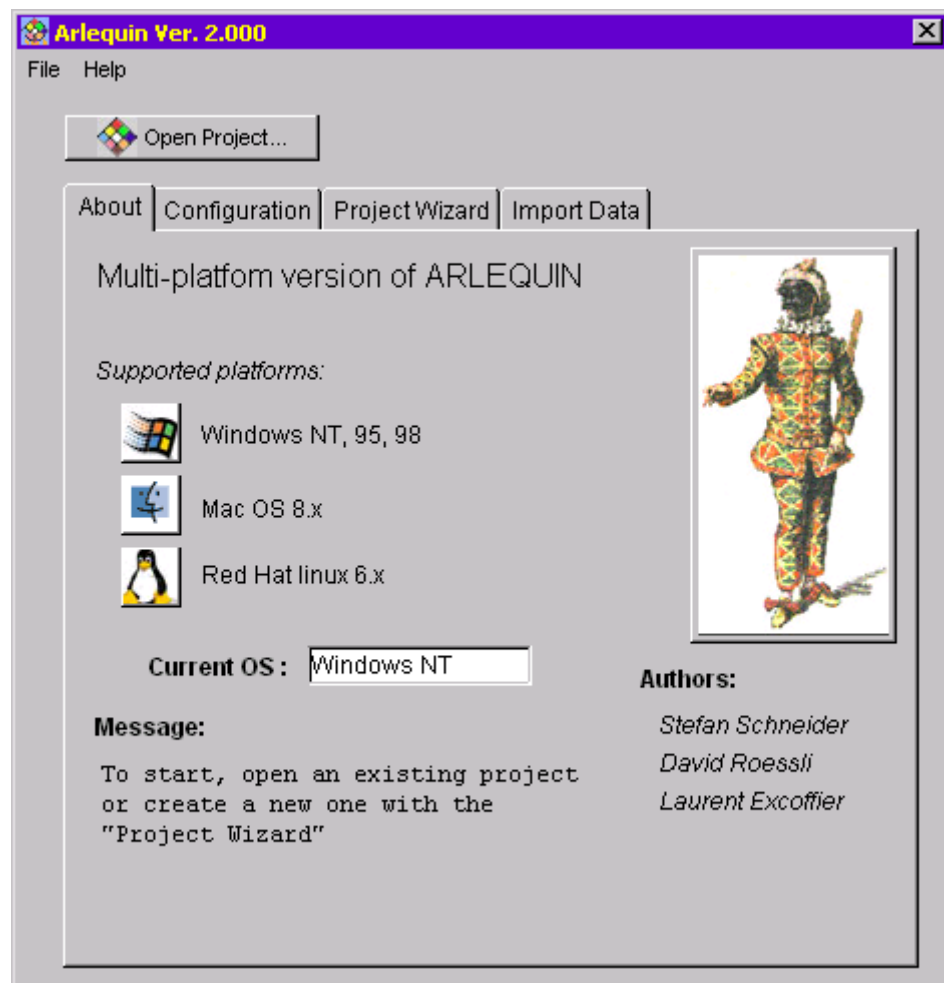 Arlequin Ver. 2.000
File Help
Open Project...
About Configuration Project Wizard Import Data
Multi-platfom version of ARLEQUIN
Supported platforms:
Windows NT, 95, 98
Mac OS 8.x
Red Hat linux 6.x
Current OS : Windows NT
Authors:
Message:
Stefan Schneider
David Roessli
Laurent Excoffier
To start, open an existing project
or create a new one with the
"Project Wizard"